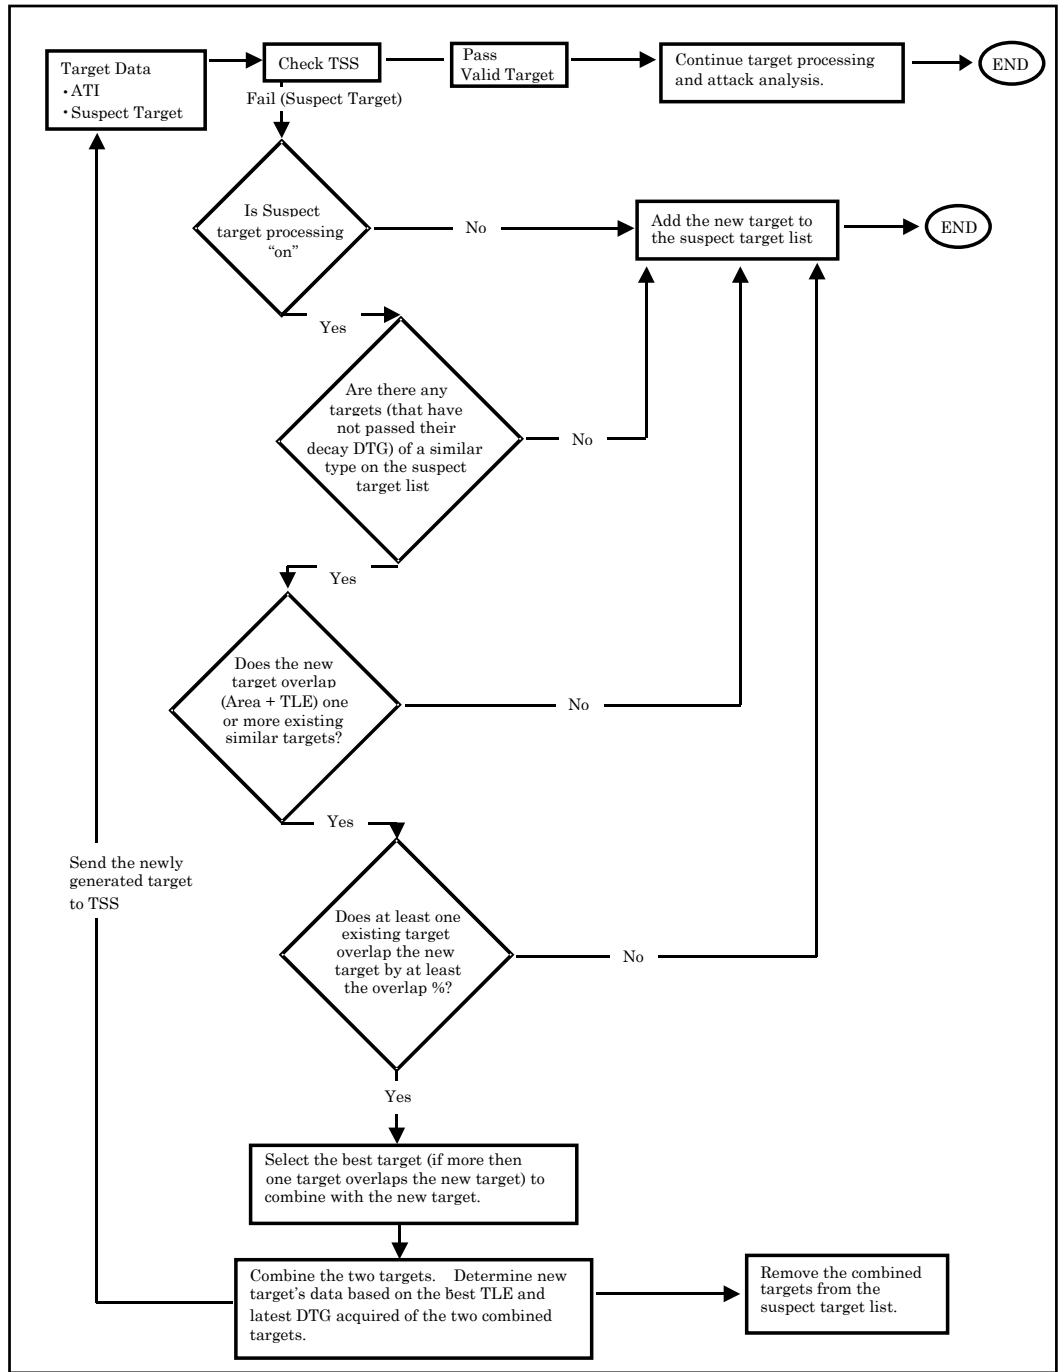 Target Data
•ATI
•Suspect Target
Check TSS
Pass
Valid Target
Continue target processing
and attack analysis.
END
Fail (Suspect Target)
Is Suspect
target processing
“on”
No
Add the new target to
the suspect target list
END
Yes
Are there any
targets (that have
not passed their
decay DTG) of a similar
type on the suspect
target list
No
Yes
Does the new
target overlap
(Area + TLE) one
or more existing
similar targets?
No
Yes
Send the newly
generated target
to TSS
Does at least one
existing target
overlap the new
target by at least
the overlap %?
No
Yes
Select the best target (if more then
one target overlaps the new target) to
combine with the new target.
Combine the two targets. Determine new
target's data based on the best TLE and
latest DTG acquired of the two combined
targets.
Remove the combined
targets from the
suspect target list.